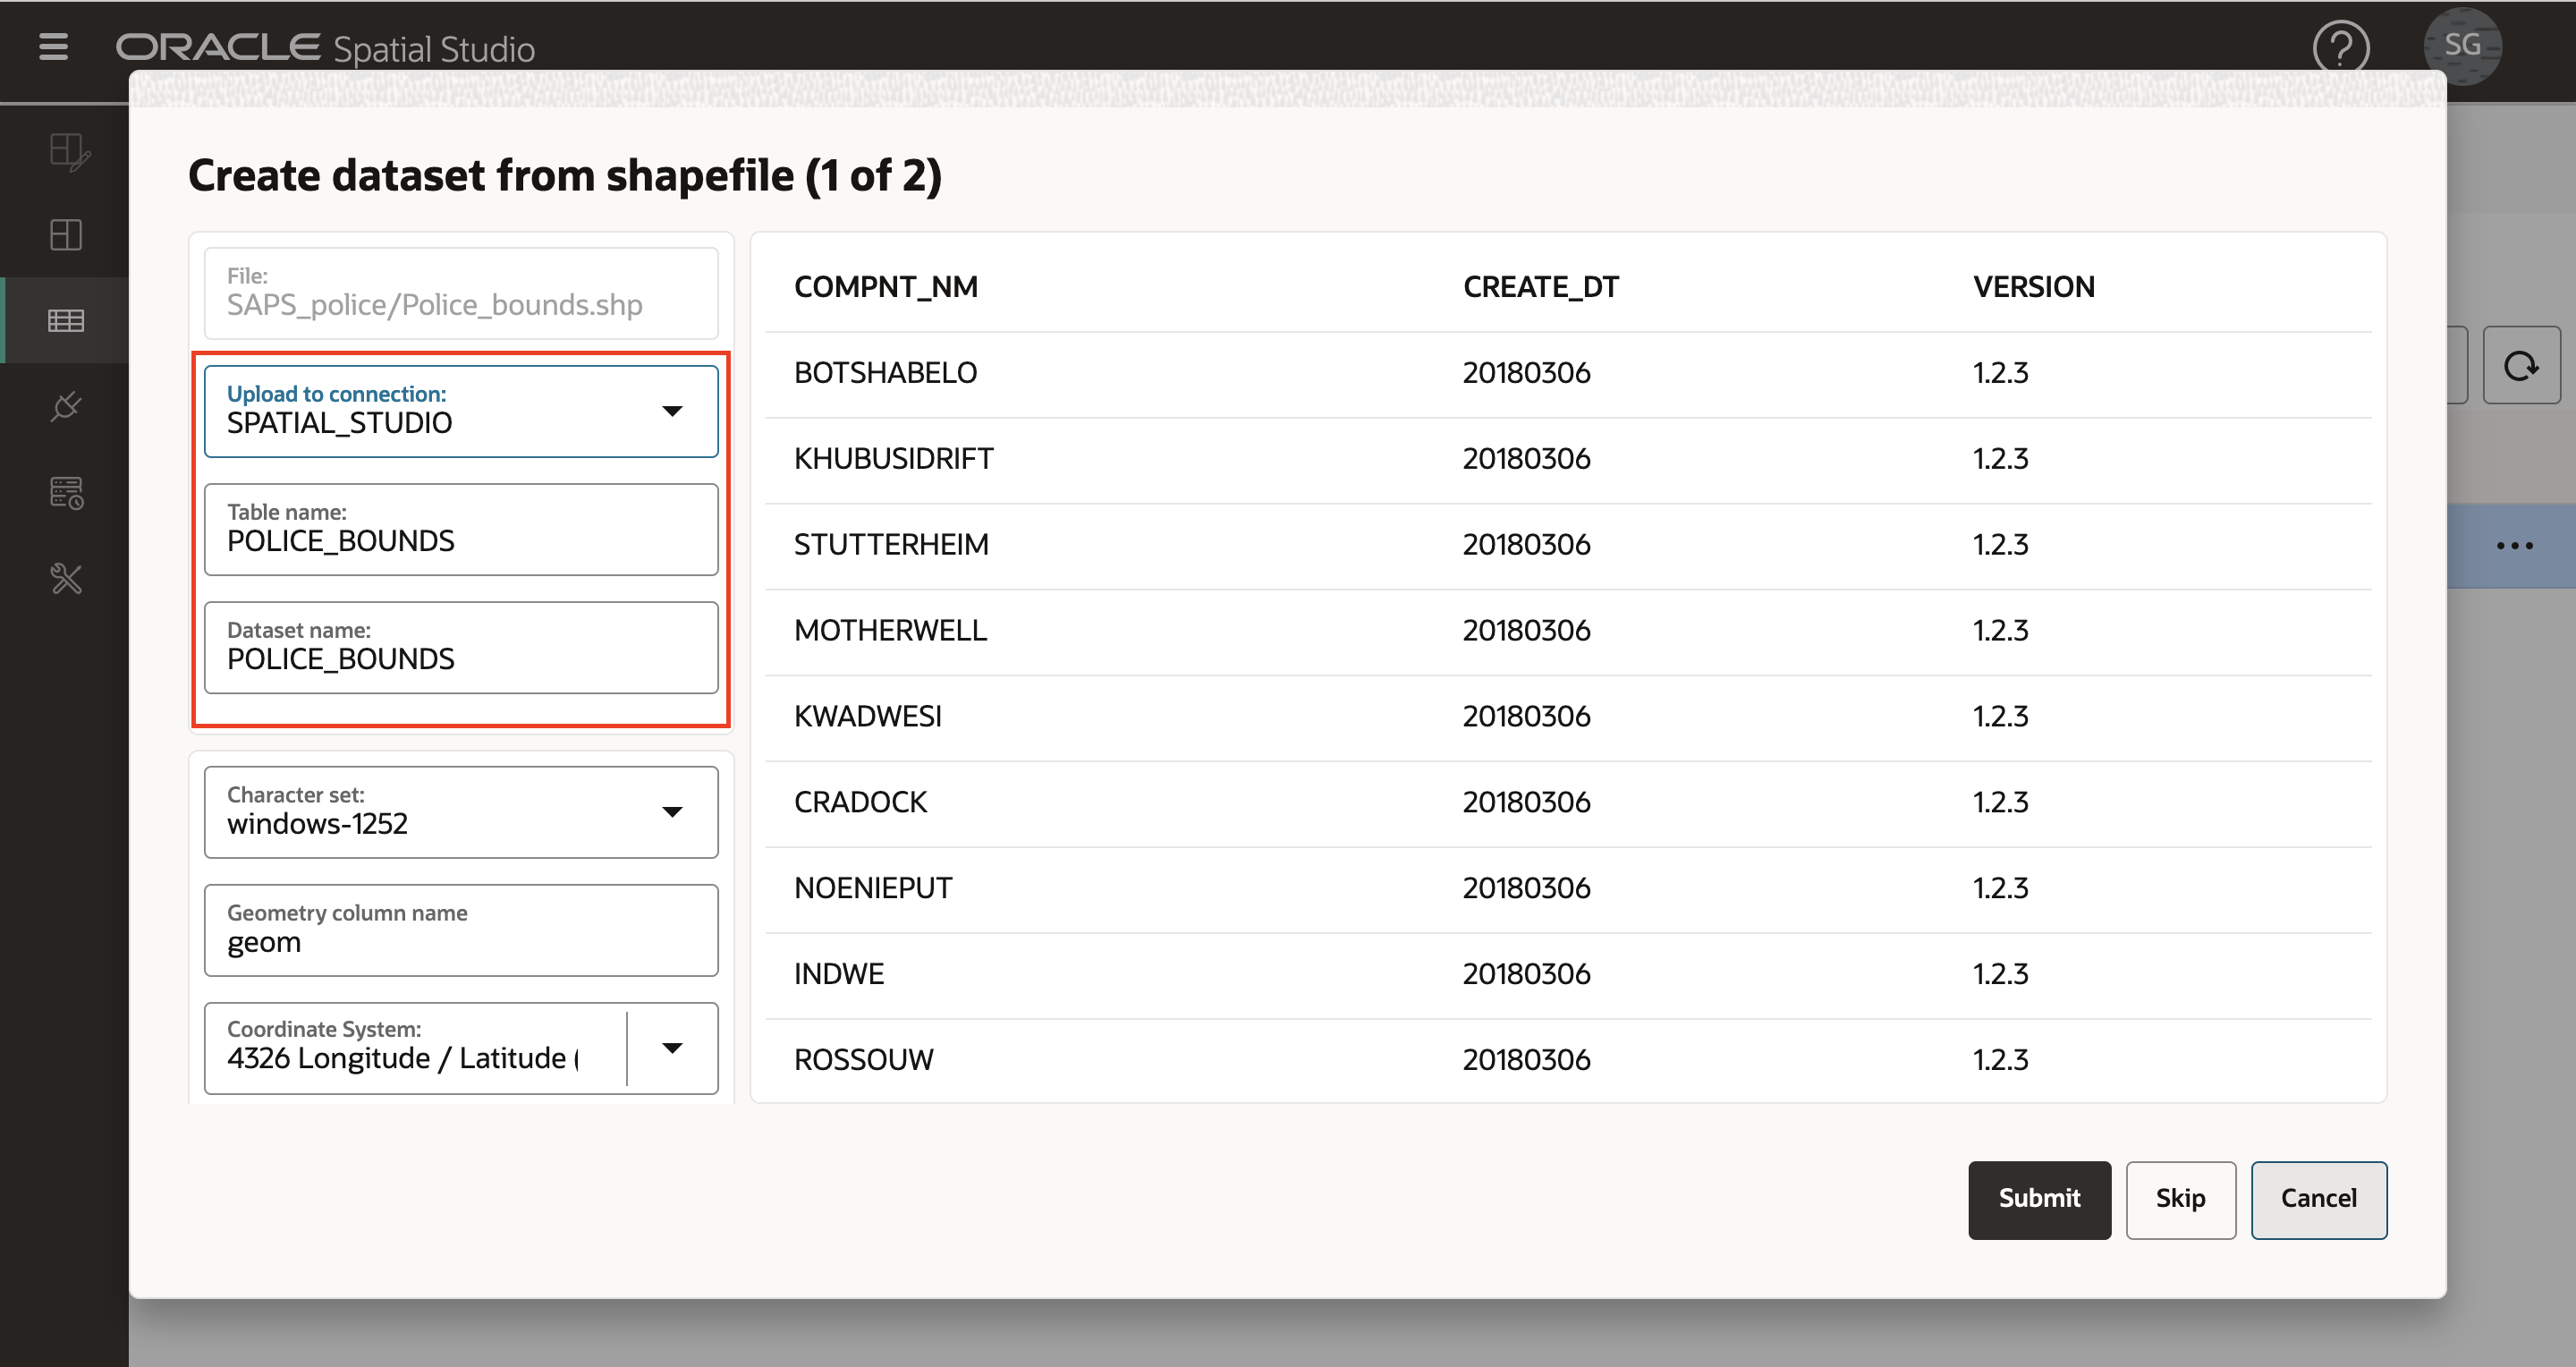 ORACLE Spatial Studio
?
SG
Create dataset from shapefile (1 of 2)
File:
SAPS_police/Police_bounds.shp
Upload to connection:
SPATIAL_STUDIO
Table name:
POLICE_BOUNDS
Dataset name:
POLICE_BOUNDS
Character set:
windows-1252
Geometry column name
geom
Coordinate System:
4326 Longitude / Latitude (
COMPNT_NM CREATE_DT VERSION
BOTSHABELO 20180306 1.2.3
KHUBUSIDRIFT 20180306 1.2.3
STUTTERHEIM 20180306 1.2.3
MOTHERWELL 20180306 1.2.3
KWADWESI 20180306 1.2.3
CRADOCK 20180306 1.2.3
NOENIEPUT 20180306 1.2.3
INDWE 20180306 1.2.3
ROSSOUW 20180306 1.2.3
Submit Skip Cancel